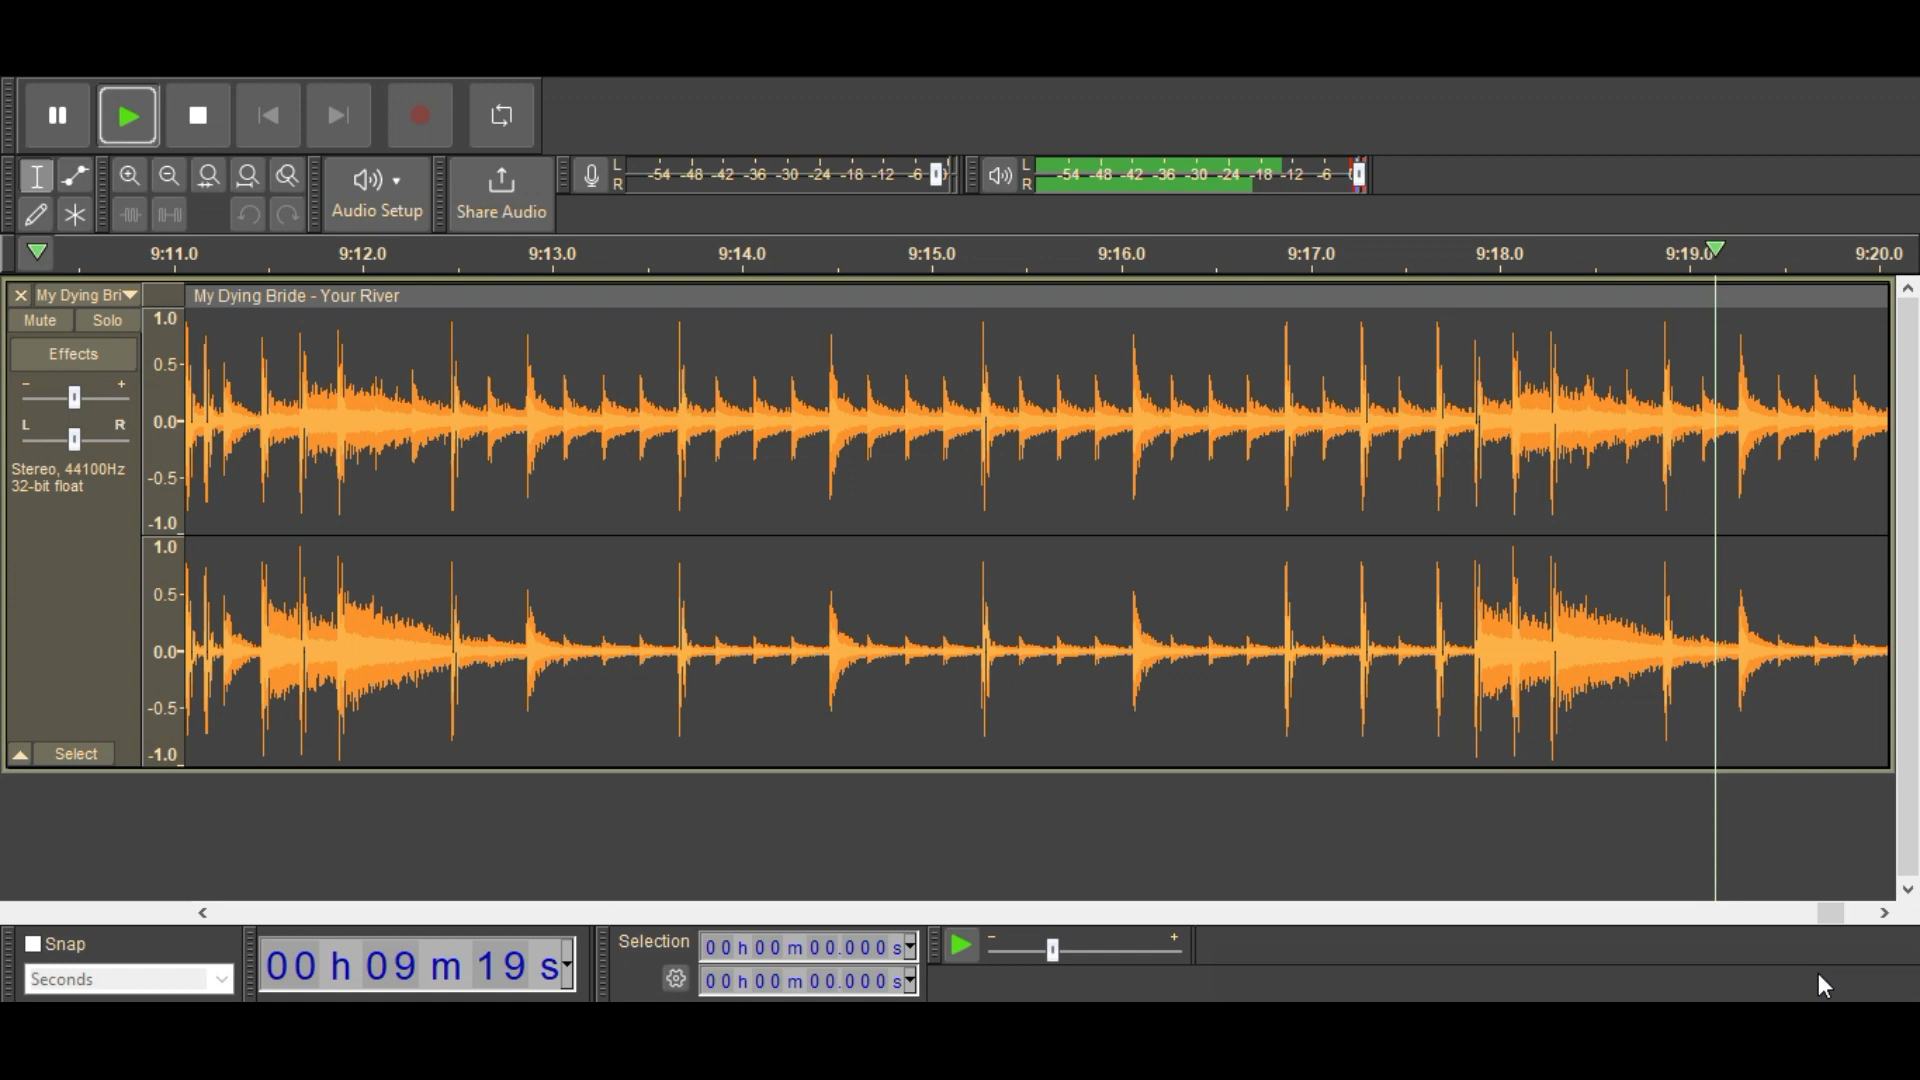 Audio Setup
Share Audio
L
R
-54 -48 -42 -36 -30 -24 -18 -12 -6 0
L
R
-54 -48 -42 -36 -30 -24 -18 -12 -6
9:11.0 9:12.0 9:13.0 9:14.0 9:15.0 9:16.0 9:17.0 9:18.0 9:19.0 9:20.0
My Dying Bri
My Dying Bride - Your River
Mute Solo
Effects
- +
L R
Stereo, 44100Hz
32-bit float
Select
1.0
0.5-
0.0-
-0.5-
-1.0
1.0
0.5-
0.0-
-0.5-
-1.0
Snap
Seconds
00 h 09 m 19 s
Selection
00 h 00 m 00.000 s
00 h 00 m 00.000 s
- +